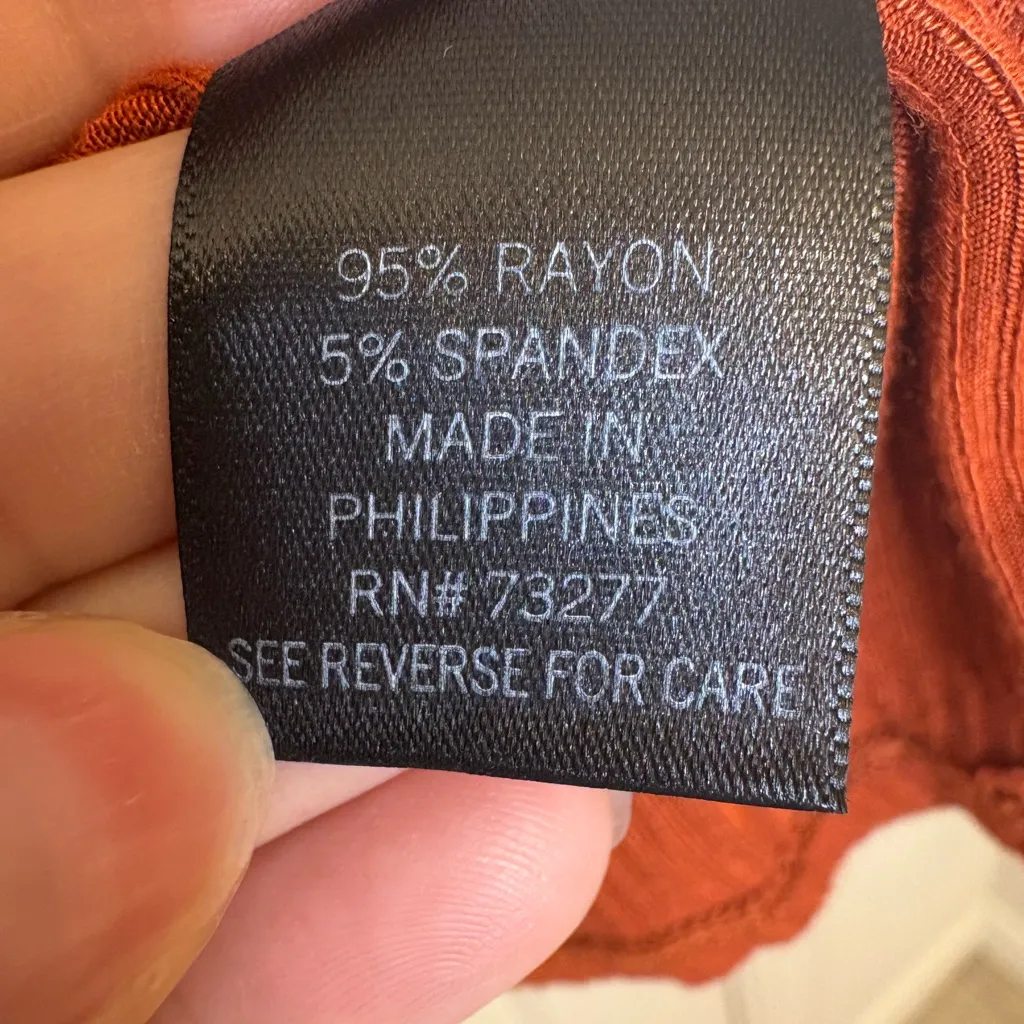 95% RAYON
5% SPANDEX
MADE IN
PHILIPPINES
RN# 73277
SEE REVERSE FOR CARE